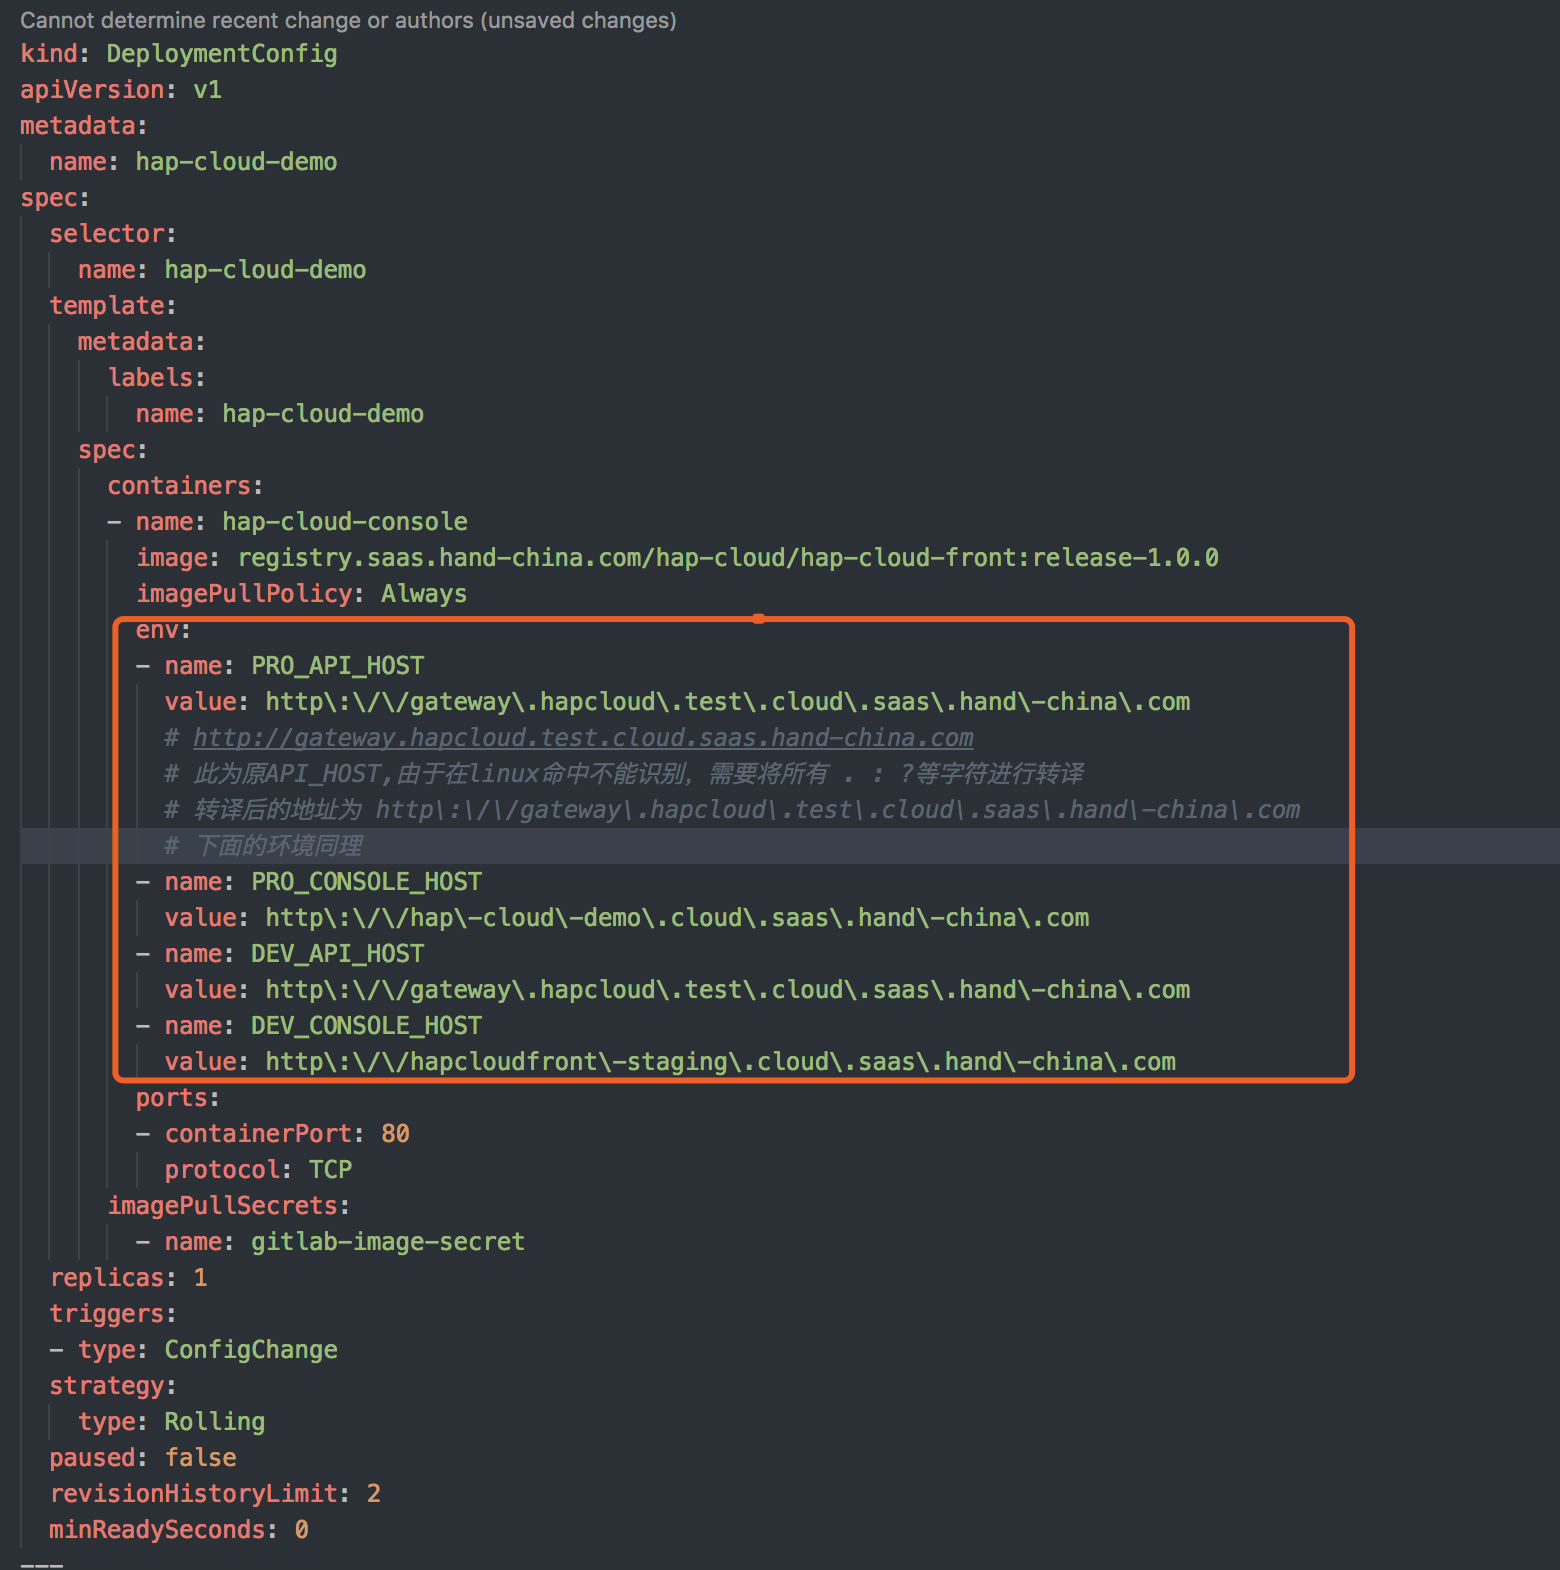 Cannot determine recent change or authors (unsaved changes)
kind: DeploymentConfig
apiVersion: v1
metadata:
  name: hap-cloud-demo
spec:
  selector:
    name: hap-cloud-demo
  template:
    metadata:
      labels:
        name: hap-cloud-demo
    spec:
      containers:
      - name: hap-cloud-console
        image: registry.saas.hand-china.com/hap-cloud/hap-cloud-front:release-1.0.0
        imagePullPolicy: Always
        env:
        - name: PRO_API_HOST
          value: http\:\/\/gateway\.hapcloud\.test\.cloud\.saas\.hand\-china\.com
          # http://gateway.hapcloud.test.cloud.saas.hand-china.com
          # 此为原API_HOST,由于在linux命中不能识别, 需要将所有 . : ?等字符进行转译
          # 转译后的地址为 http\:\/\/gateway\.hapcloud\.test\.cloud\.saas\.hand\-china\.com
          # 下面的环境同理
        - name: PRO_CONSOLE_HOST
          value: http\:\/\/hap\-cloud\-demo\.cloud\.saas\.hand\-china\.com
        - name: DEV_API_HOST
          value: http\:\/\/gateway\.hapcloud\.test\.cloud\.saas\.hand\-china\.com
        - name: DEV_CONSOLE_HOST
          value: http\:\/\/hapcloudfront\-staging\.cloud\.saas\.hand\-china\.com
        ports:
        - containerPort: 80
          protocol: TCP
      imagePullSecrets:
        - name: gitlab-image-secret
  replicas: 1
  triggers:
  - type: ConfigChange
  strategy:
    type: Rolling
  paused: false
  revisionHistoryLimit: 2
  minReadySeconds: 0
---